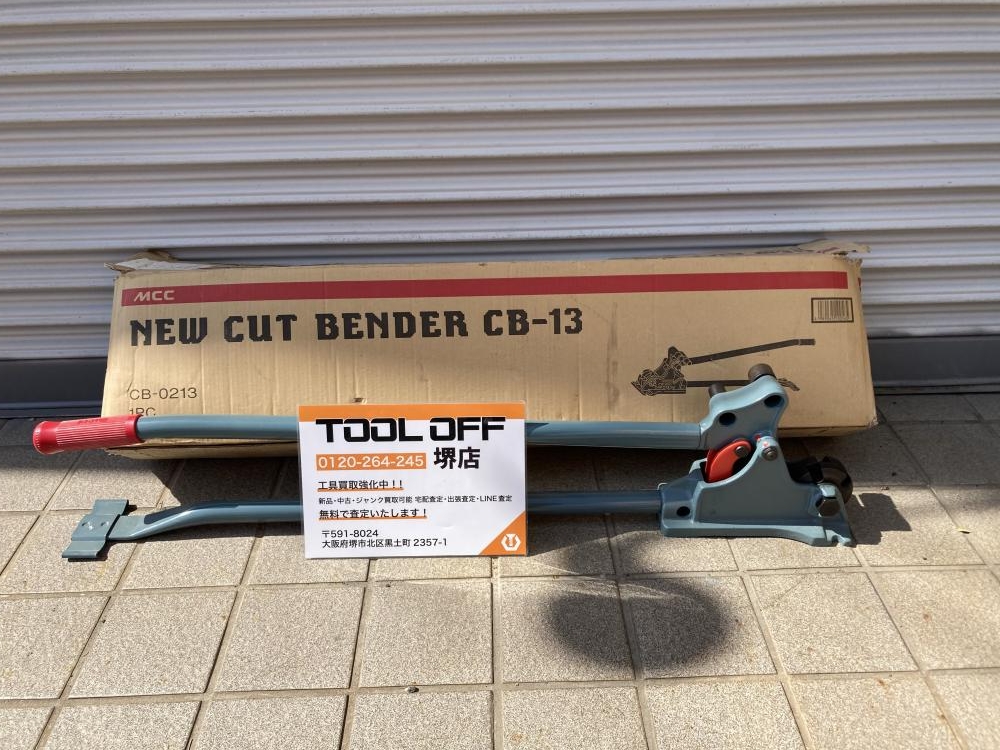 MCC
NEW CUT BENDER CB-13
CB-0213
1PC
TOOL OFF
0120-264-245 堺店
工具買取強化中！！
新品・中古・ジャンク買取可能 宅配査定・出張査定・LINE査定
無料で査定いたします！
〒591-8024
大阪府堺市北区黒土町 2357-1